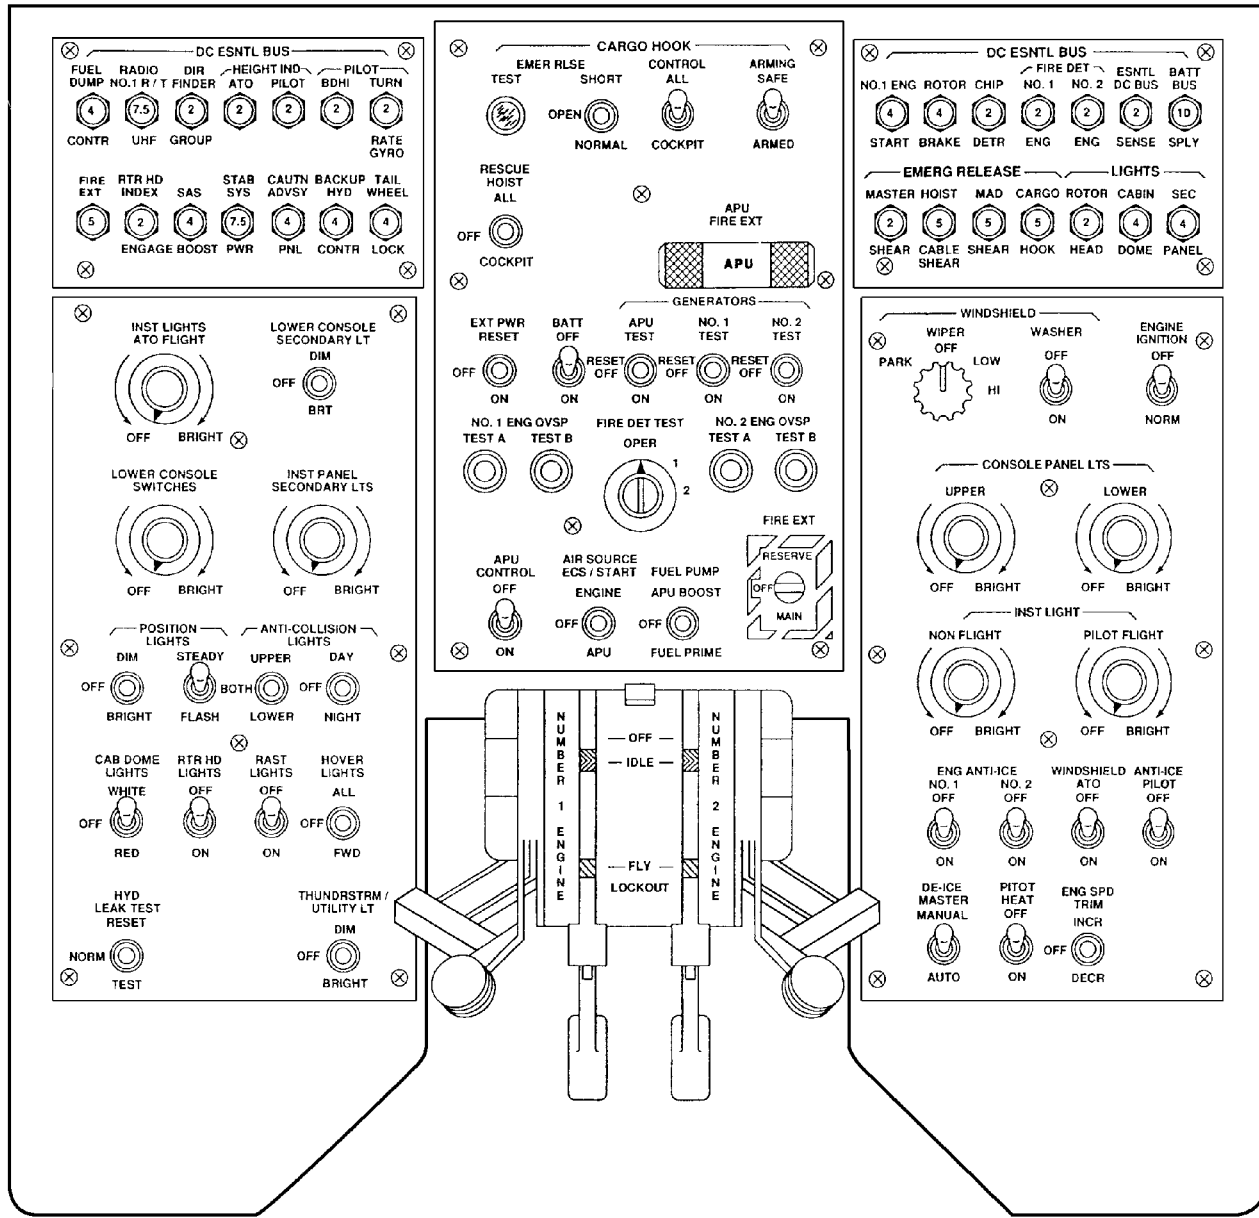 DC ESNTL BUS
FUEL RADIO DIR HEIGHT IND PILOT
DUMP NO.1 R / T FINDER ATO PILOT BDHI TURN
4 7.5 2 2 2 2 2
CONTR UHF GROUP RATE
GYRO
FIRE RTR HD STAB CAUTN BACKUP TAIL
EXT INDEX SAS SYS ADVSY HYD WHEEL
5 2 4 7.5 4 4 4
ENGAGE BOOST PWR PNL CONTR LOCK
CARGO HOOK
EMER RLSE CONTROL ARMING
TEST SHORT ALL SAFE
OPEN
NORMAL COCKPIT ARMED
RESCUE
HOIST
ALL
OFF
COCKPIT
APU
FIRE EXT
APU
GENERATORS
EXT PWR BATT APU NO. 1 NO. 2
RESET OFF TEST TEST TEST
OFF RESET RESET RESET
OFF OFF OFF
ON ON ON ON ON
NO. 1 ENG OVSP FIRE DET TEST NO. 2 ENG OVSP
TEST A TEST B OPER TEST A TEST B
1
2
FIRE EXT
RESERVE
OFF
MAIN
APU AIR SOURCE
CONTROL ECS / START FUEL PUMP
OFF ENGINE APU BOOST
OFF OFF
ON APU FUEL PRIME
DC ESNTL BUS
FIRE DET ESNTL BATT
NO.1 ENG ROTOR CHIP NO. 1 NO. 2 DC BUS BUS
4 4 2 2 2 2 10
START BRAKE DETR ENG ENG SENSE SPLY
EMERG RELEASE LIGHTS
MASTER HOIST MAD CARGO ROTOR CABIN SEC
2 5 5 5 2 4 4
SHEAR CABLE SHEAR HOOK HEAD DOME PANEL
SHEAR
INST LIGHTS LOWER CONSOLE
ATO FLIGHT SECONDARY LT
DIM
OFF
BRT
OFF BRIGHT
LOWER CONSOLE INST PANEL
SWITCHES SECONDARY LTS
OFF BRIGHT OFF BRIGHT
POSITION ANTI-COLLISION
LIGHTS LIGHTS
DIM STEADY UPPER DAY
OFF BOTH OFF
BRIGHT FLASH LOWER NIGHT
CAB DOME RTR HD RAST HOVER
LIGHTS LIGHTS LIGHTS LIGHTS
WHITE OFF OFF ALL
OFF OFF
RED ON ON FWD
HYD THUNDRSTRM /
LEAK TEST UTILITY LT
RESET DIM
NORM OFF
TEST BRIGHT
NUMBER 1 ENGINE
OFF
IDLE
FLY
LOCKOUT
NUMBER 2 ENGINE
WINDSHIELD
WIPER WASHER ENGINE
OFF OFF IGNITION
PARK LOW OFF
HI
ON NORM
CONSOLE PANEL LTS
UPPER LOWER
OFF BRIGHT OFF BRIGHT
INST LIGHT
NON FLIGHT PILOT FLIGHT
OFF BRIGHT OFF BRIGHT
ENG ANTI-ICE WINDSHIELD ANTI-ICE
NO. 1 NO. 2 ATO PILOT
OFF OFF OFF OFF
ON ON ON ON
DE-ICE PITOT ENG SPD
MASTER HEAT TRIM
MANUAL OFF INCR
OFF
AUTO ON DECR